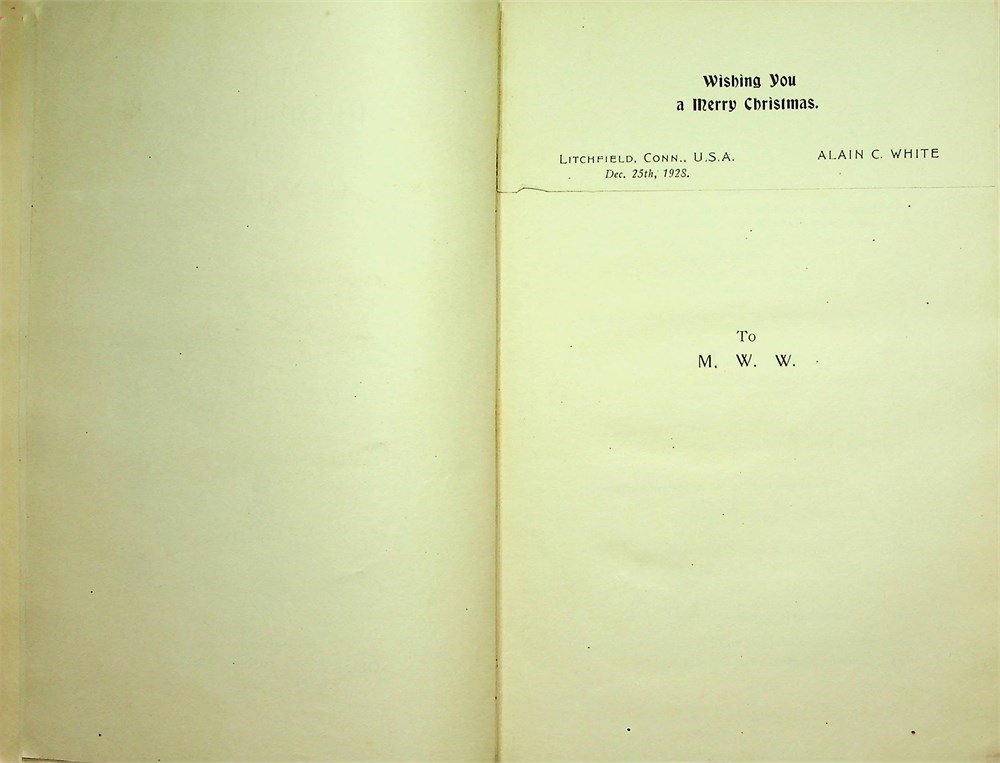 Wishing You
a Merry Christmas.
LITCHFIELD, CONN., U.S.A.
ALAIN C. WHITE
Dec. 25th, 1928.
To
M. W. W.